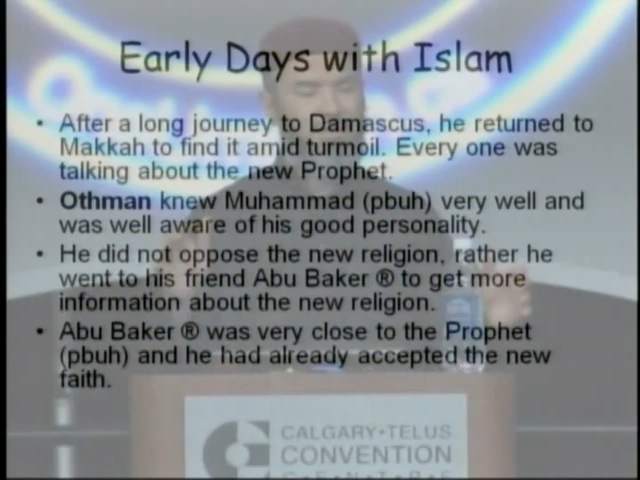 Early Days with Islam
• After a long journey to Damascus, he returned to
Makkah to find it amid turmoil. Every one was
talking about the new Prophet.
• Othman knew Muhammad (pbuh) very well and
was well aware of his good personality.
• He did not oppose the new religion, rather he
went to his friend Abu Baker ® to get more
information about the new religion.
• Abu Baker ® was very close to the Prophet
(pbuh) and he had already accepted the new
faith.
CALGARY•TELUS
CONVENTION
CENTRE